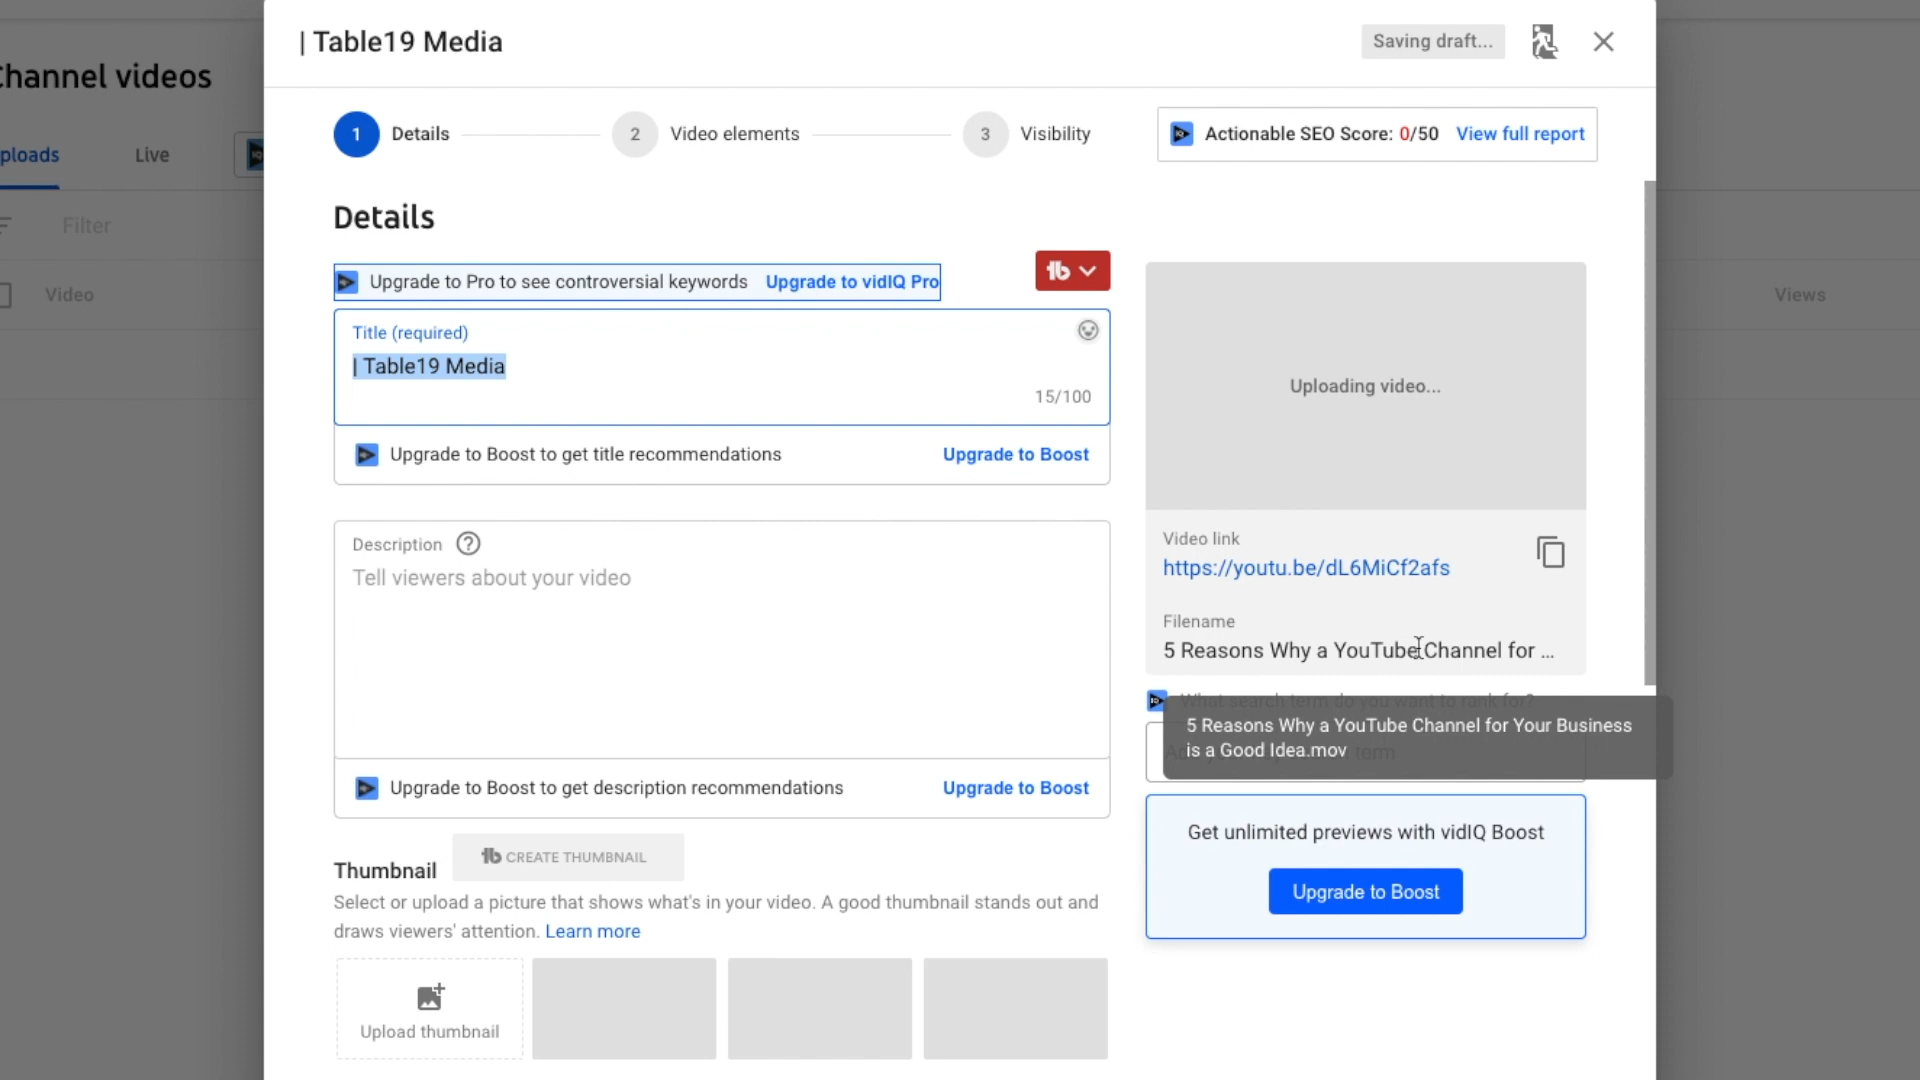 | Table19 Media
Saving draft...
Channel videos
1 Details
2 Video elements
3 Visibility
Actionable SEO Score: 0/50 View full report
ploads
Live
Filter
Details
Upgrade to Pro to see controversial keywords Upgrade to vidIQ Pro
Title (required)
| Table19 Media
15/100
Upgrade to Boost to get title recommendations Upgrade to Boost
Video
Views
Uploading video...
Video link
https://youtu.be/dL6MiCf2afs
Filename
5 Reasons Why a YouTube Channel for ...
Description
Tell viewers about your video
What search term do you want to rank for?
5 Reasons Why a YouTube Channel for Your Business
is a Good Idea.mov
term
Upgrade to Boost to get description recommendations Upgrade to Boost
Get unlimited previews with vidIQ Boost
Upgrade to Boost
Thumbnail
CREATE THUMBNAIL
Select or upload a picture that shows what's in your video. A good thumbnail stands out and
draws viewers' attention. Learn more
Upload thumbnail